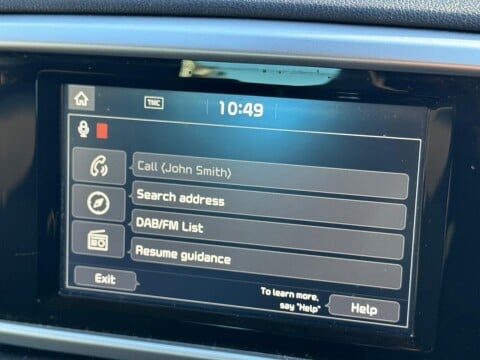 TMC
10:49
Call (John Smith)
Search address
DAB/FM List
Resume guidance
Exit
To learn more,
say "Help"
Help